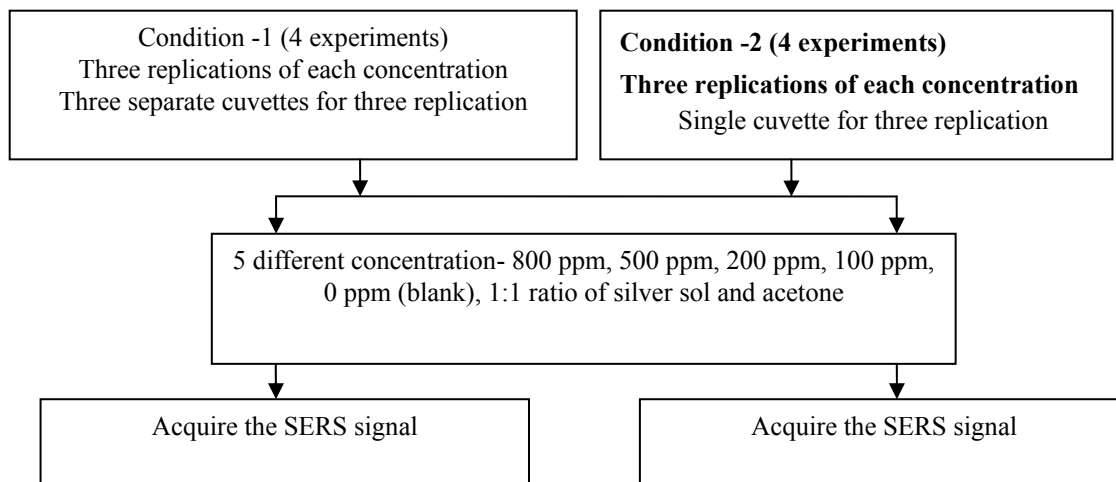 Condition -1 (4 experiments)
Three replications of each concentration
Three separate cuvettes for three replication
Condition -2 (4 experiments)
Three replications of each concentration
Single cuvette for three replication
5 different concentration- 800 ppm, 500 ppm, 200 ppm, 100 ppm,
0 ppm (blank), 1:1 ratio of silver sol and acetone
Acquire the SERS signal
Acquire the SERS signal